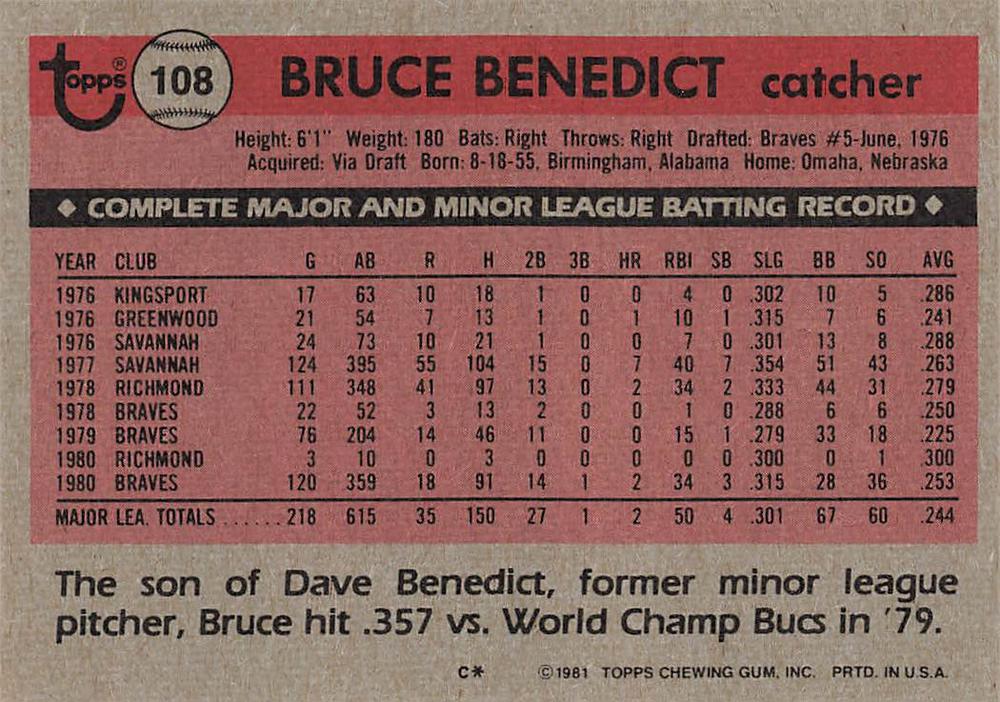 Topps® 108 BRUCE BENEDICT catcher
Height: 6'1" Weight: 180 Bats: Right Throws: Right Drafted: Braves #5-June, 1976
Acquired: Via Draft Born: 8-18-55, Birmingham, Alabama Home: Omaha, Nebraska
◆ COMPLETE MAJOR AND MINOR LEAGUE BATTING RECORD ◆
YEAR CLUB G AB R H 2B 3B HR RBI SB SLG BB SO AVG
1976 KINGSPORT 17 63 10 18 1 0 0 4 0 .302 10 5 .286
1976 GREENWOOD 21 54 7 13 1 0 1 10 1 .315 7 6 .241
1976 SAVANNAH 24 73 10 21 1 0 0 7 0 .301 13 8 .288
1977 SAVANNAH 124 395 55 104 15 0 7 40 7 .354 51 43 .263
1978 RICHMOND 111 348 41 97 13 0 2 34 2 .333 44 31 .279
1978 BRAVES 22 52 3 13 2 0 0 1 0 .288 6 6 .250
1979 BRAVES 76 204 14 46 11 0 0 15 1 .279 33 18 .225
1980 RICHMOND 3 10 0 3 0 0 0 0 0 .300 0 1 .300
1980 BRAVES 120 359 18 91 14 1 2 34 3 .315 28 36 .253
MAJOR LEA. TOTALS ......218 615 35 150 27 1 2 50 4 .301 67 60 .244
The son of Dave Benedict, former minor league
pitcher, Bruce hit .357 vs. World Champ Bucs in '79.
C* ©1981 TOPPS CHEWING GUM, INC. PRTD. IN U.S.A.